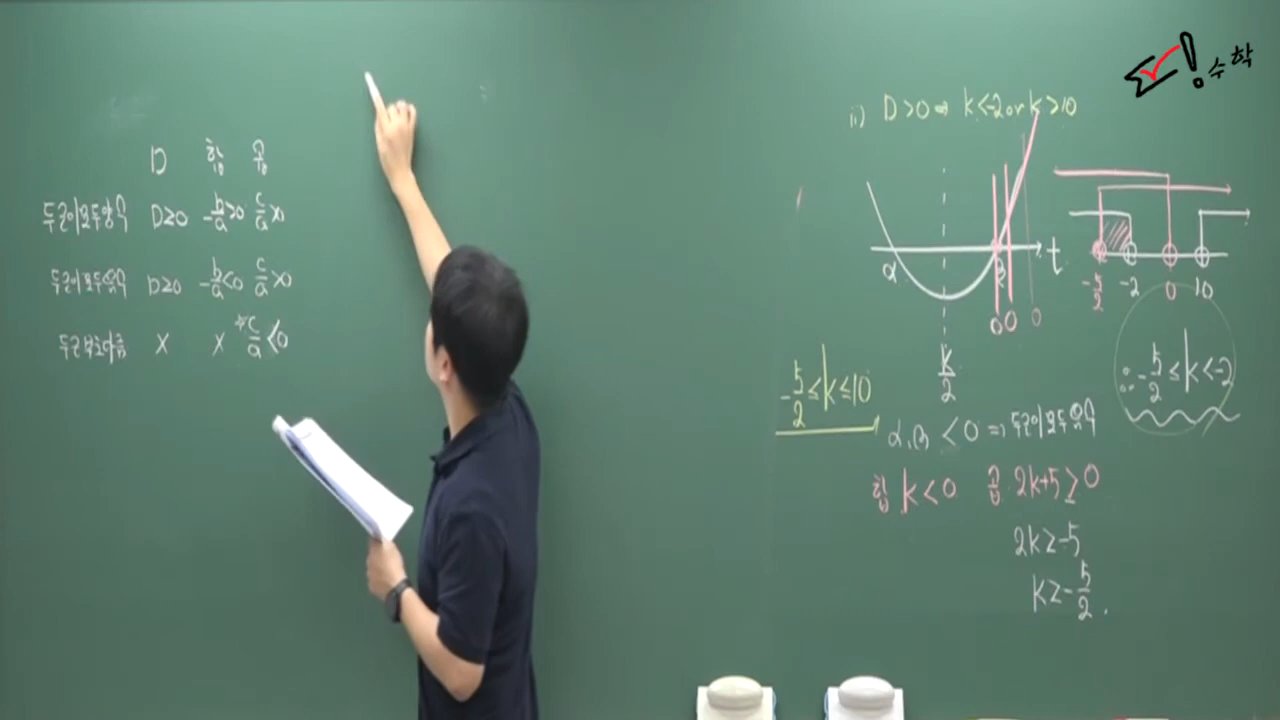 D 합 곱
두근이모두양수 D≥0 -b/a>0 c/a>0
두근이모두음수 D≥0 -b/a<0 c/a>0
두근부호다름 X X *c/a<0
수학
ii) D>0 ⇒ k<-2 or k>10
α β t
0 0 0
k/2
-5/2 -2 0 10
-5/2≤k≤10
∴ -5/2≤k<-2
α, β <0 ⇒ 두근이모두음수
합 k<0 곱 2k+5≥0
2k≥-5
k≥-5/2.